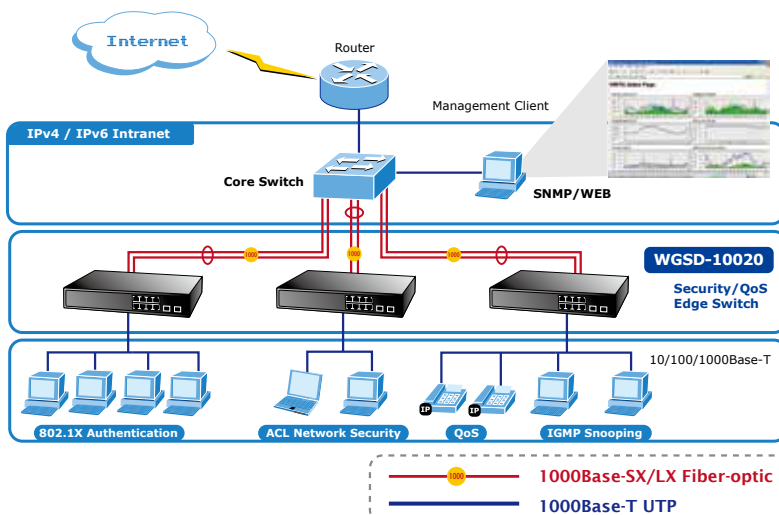 Internet
Router
Management Client
IPv4 / IPv6 Intranet
Core Switch
SNMP/WEB
1000
1000
1000
WGSD-10020
Security/QoS
Edge Switch
10/100/1000Base-T
IP
IP
802.1X Authentication
ACL Network Security
QoS
IGMP Snooping
1000
1000Base-SX/LX Fiber-optic
1000Base-T UTP